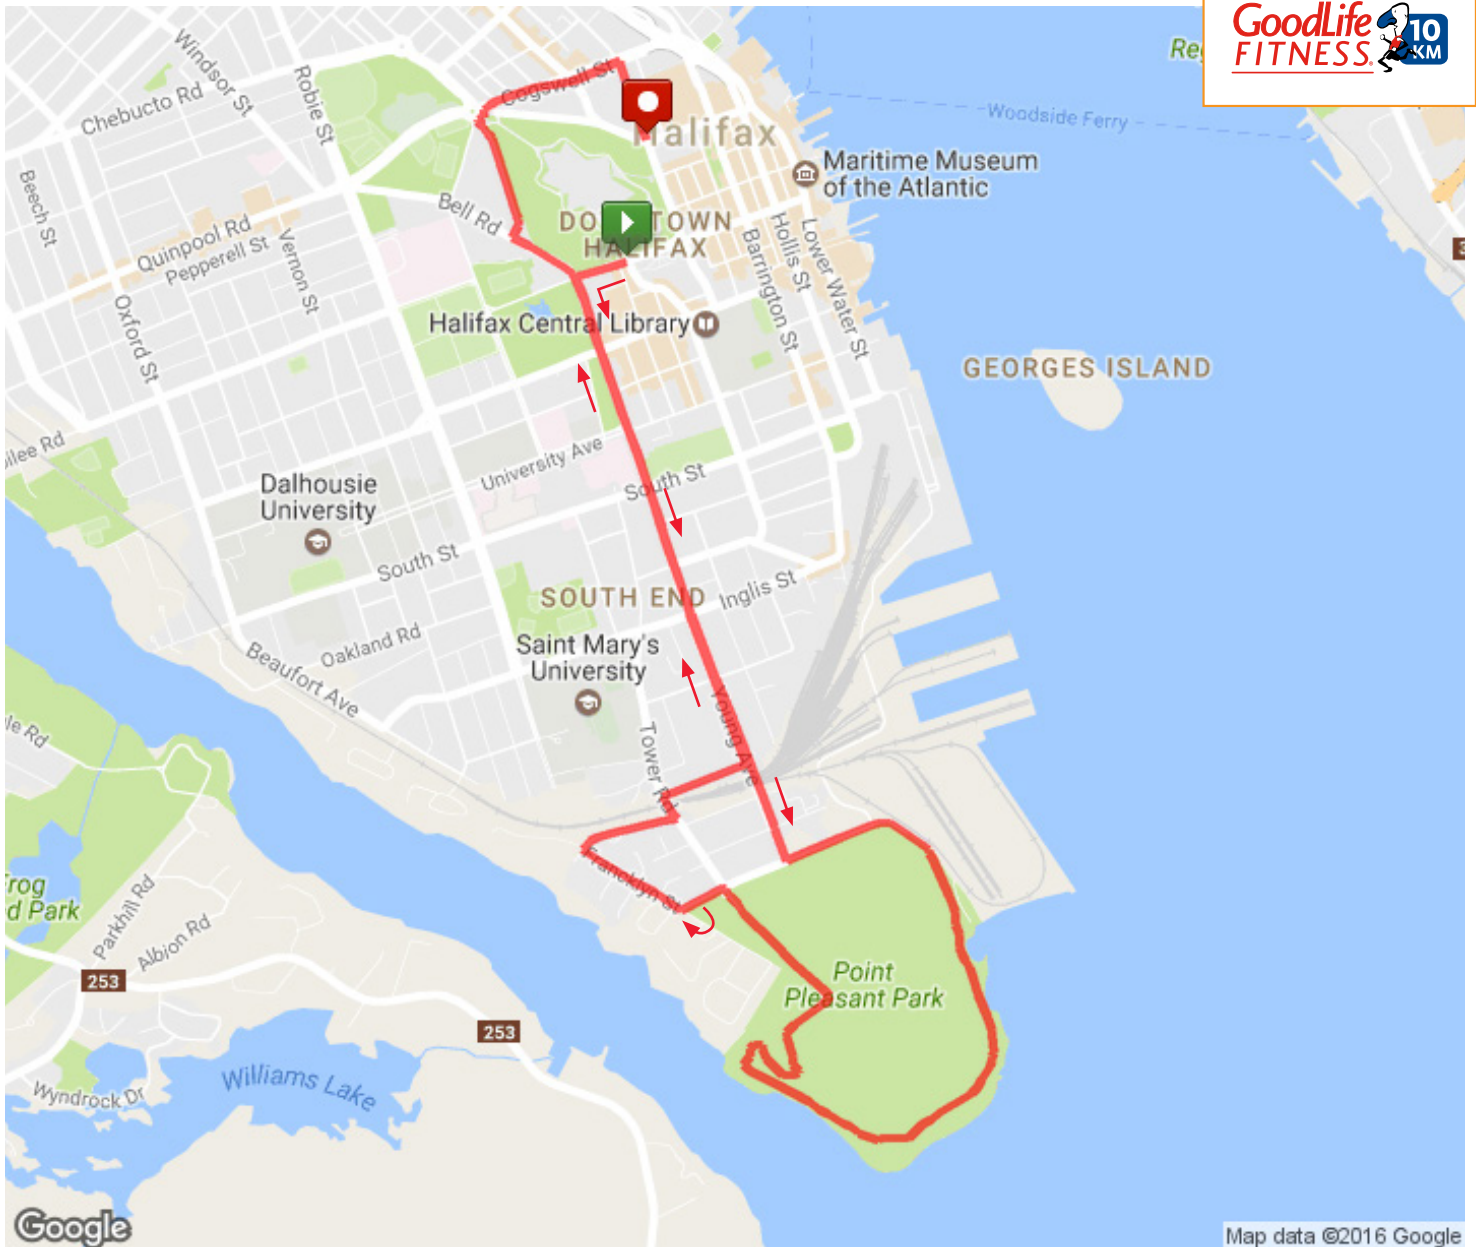 GoodLife
FITNESS
10
KM
Windsor St
Robie St
Chebucto Rd
Cogswell St
Woodside Ferry
Halifax
Maritime Museum
of the Atlantic
Beech St
Bell Rd
Quinpool Rd
Pepperell St
Vernon St
HALIFAX
Barrington St
Hollis St
Lower Water St
Oxford St
Halifax Central Library
GEORGES ISLAND
University Ave
South St
Dalhousie
University
South St
SOUTH END
Inglis St
Oakland Rd
Saint Mary's
University
Beaufort Ave
Young Ave
Tower Rd
Francklyn St
Parkhill Rd
Albion Rd
d Park
253
Point
Pleasant Park
253
Williams Lake
Wyndrock Dr
Google
Map data ©2016 Google